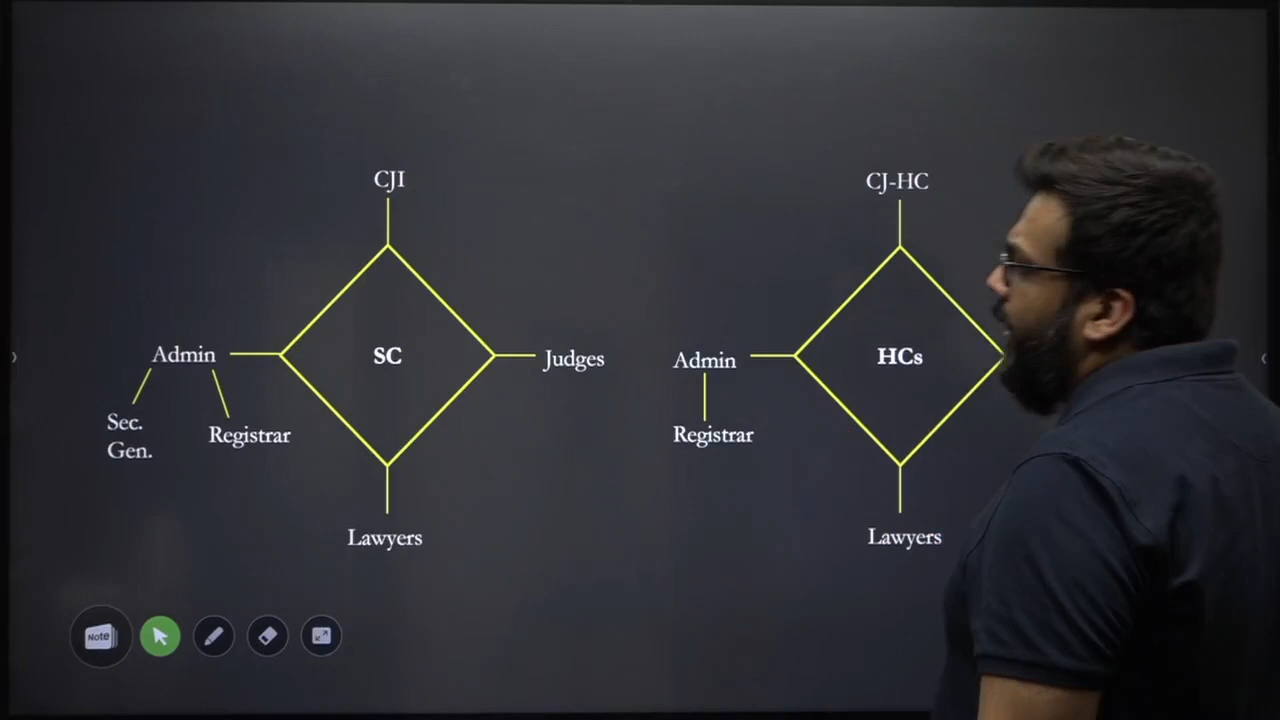 CJI
Admin
SC
Judges
Sec.
Gen.
Registrar
Lawyers
CJ-HC
Admin
HCs
Registrar
Lawyers
Note